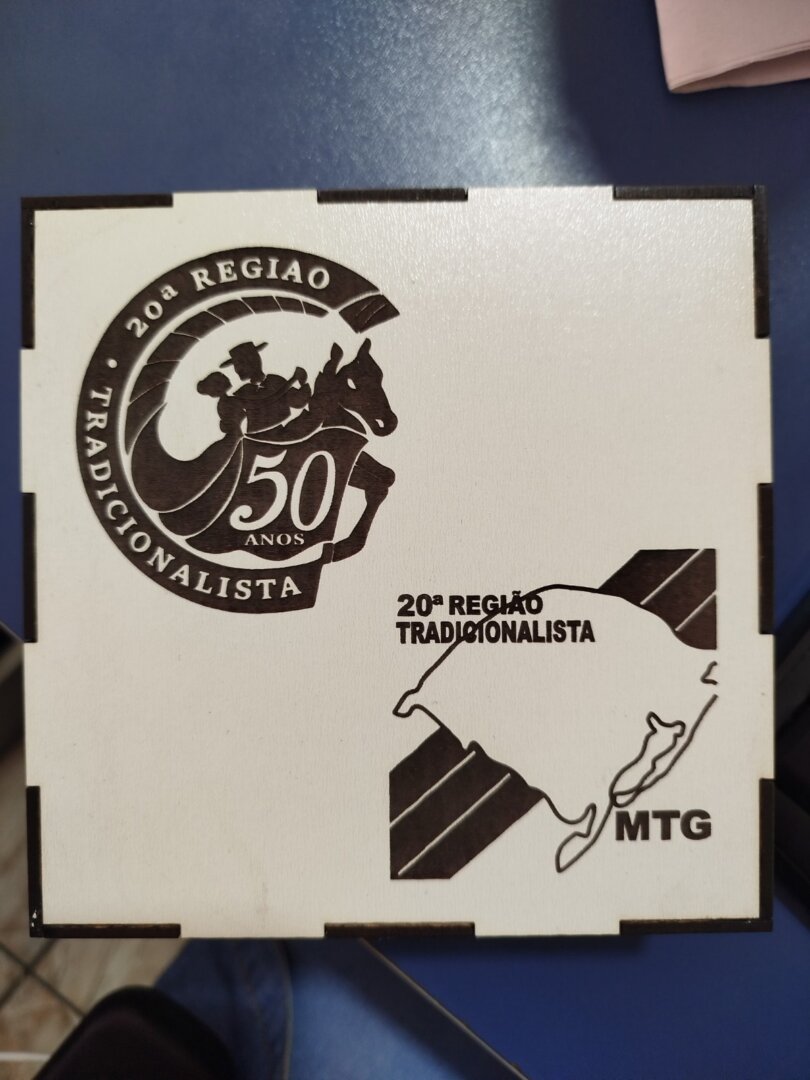 20ª REGIAO
TRADICIONALISTA
50
ANOS
20ª REGIÃO
TRADICIONALISTA
MTG